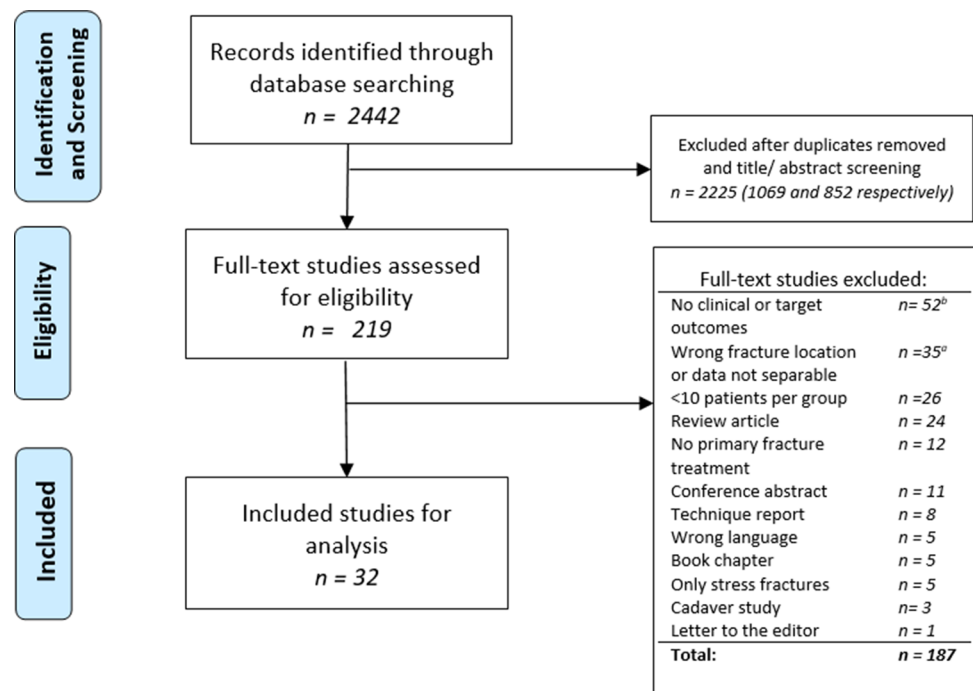 Identification
and Screening
Records identified through
database searching
n = 2442
Excluded after duplicates removed
and title/ abstract screening
n = 2225 (1069 and 852 respectively)
Eligibility
Full-text studies assessed
for eligibility
n = 219
Full-text studies excluded:
No clinical or target n= 52ᵇ
outcomes
Wrong fracture location n =35ᵃ
or data not separable
<10 patients per group n =26
Review article n = 24
No primary fracture n = 12
treatment
Conference abstract n = 11
Technique report n = 8
Wrong language n = 5
Book chapter n = 5
Only stress fractures n = 5
Cadaver study n= 3
Letter to the editor n = 1
Total: n = 187
Included
Included studies for
analysis
n = 32